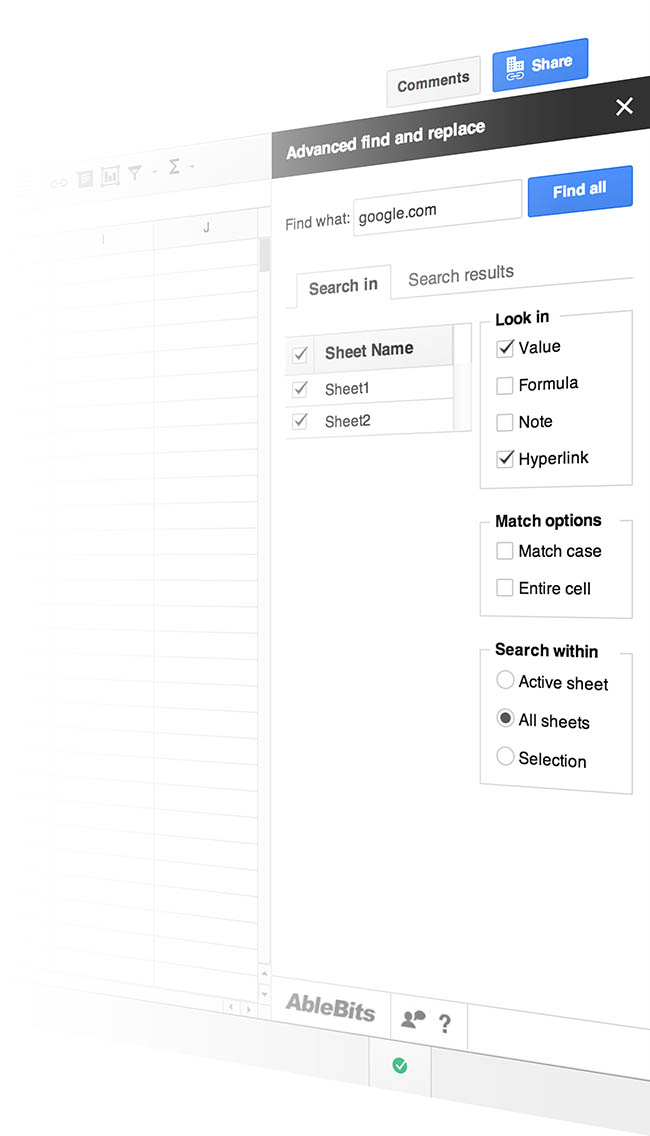 Comments
Share
Advanced find and replace
Σ
Find what:
google.com
Find all
I
J
Search in
Search results
Sheet Name
Sheet1
Sheet2
Look in
Value
Formula
Note
Hyperlink
Match options
Match case
Entire cell
Search within
Active sheet
All sheets
Selection
AbleBits
?